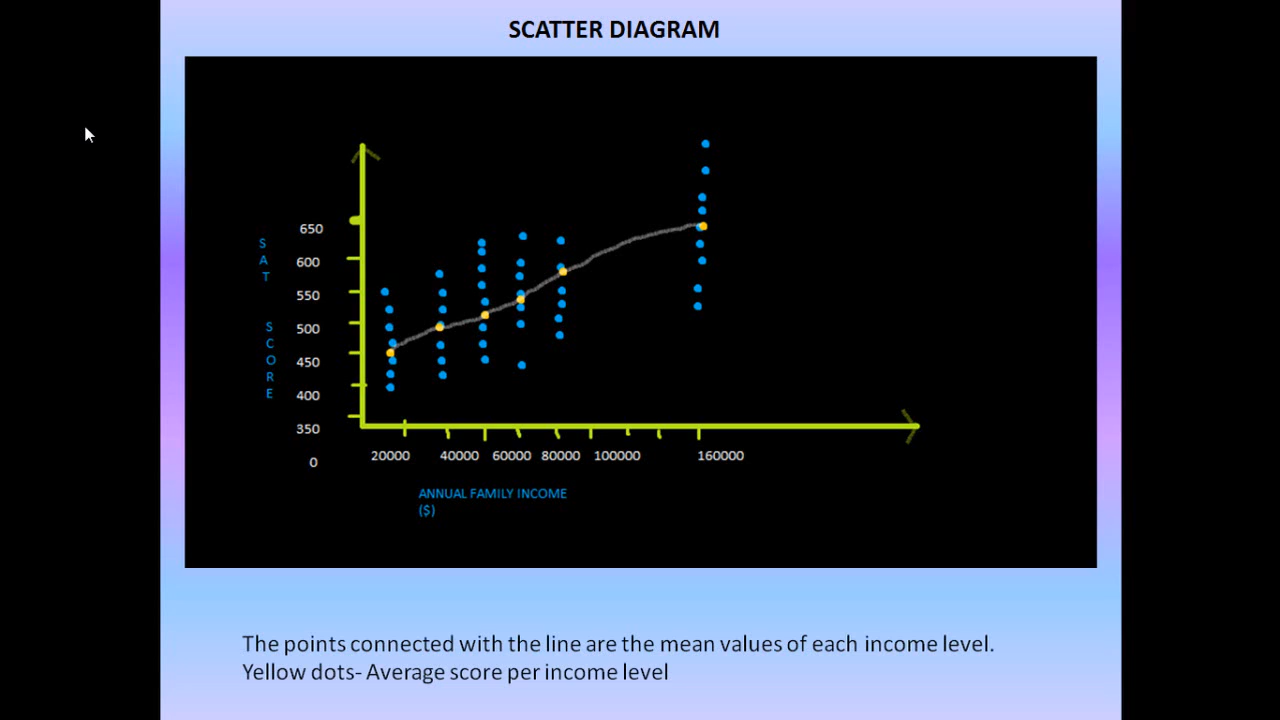 SCATTER DIAGRAM
SAT SCORE
650
600
550
500
450
400
350
0
20000 40000 60000 80000 100000 160000
ANNUAL FAMILY INCOME
($)
The points connected with the line are the mean values of each income level.
Yellow dots- Average score per income level